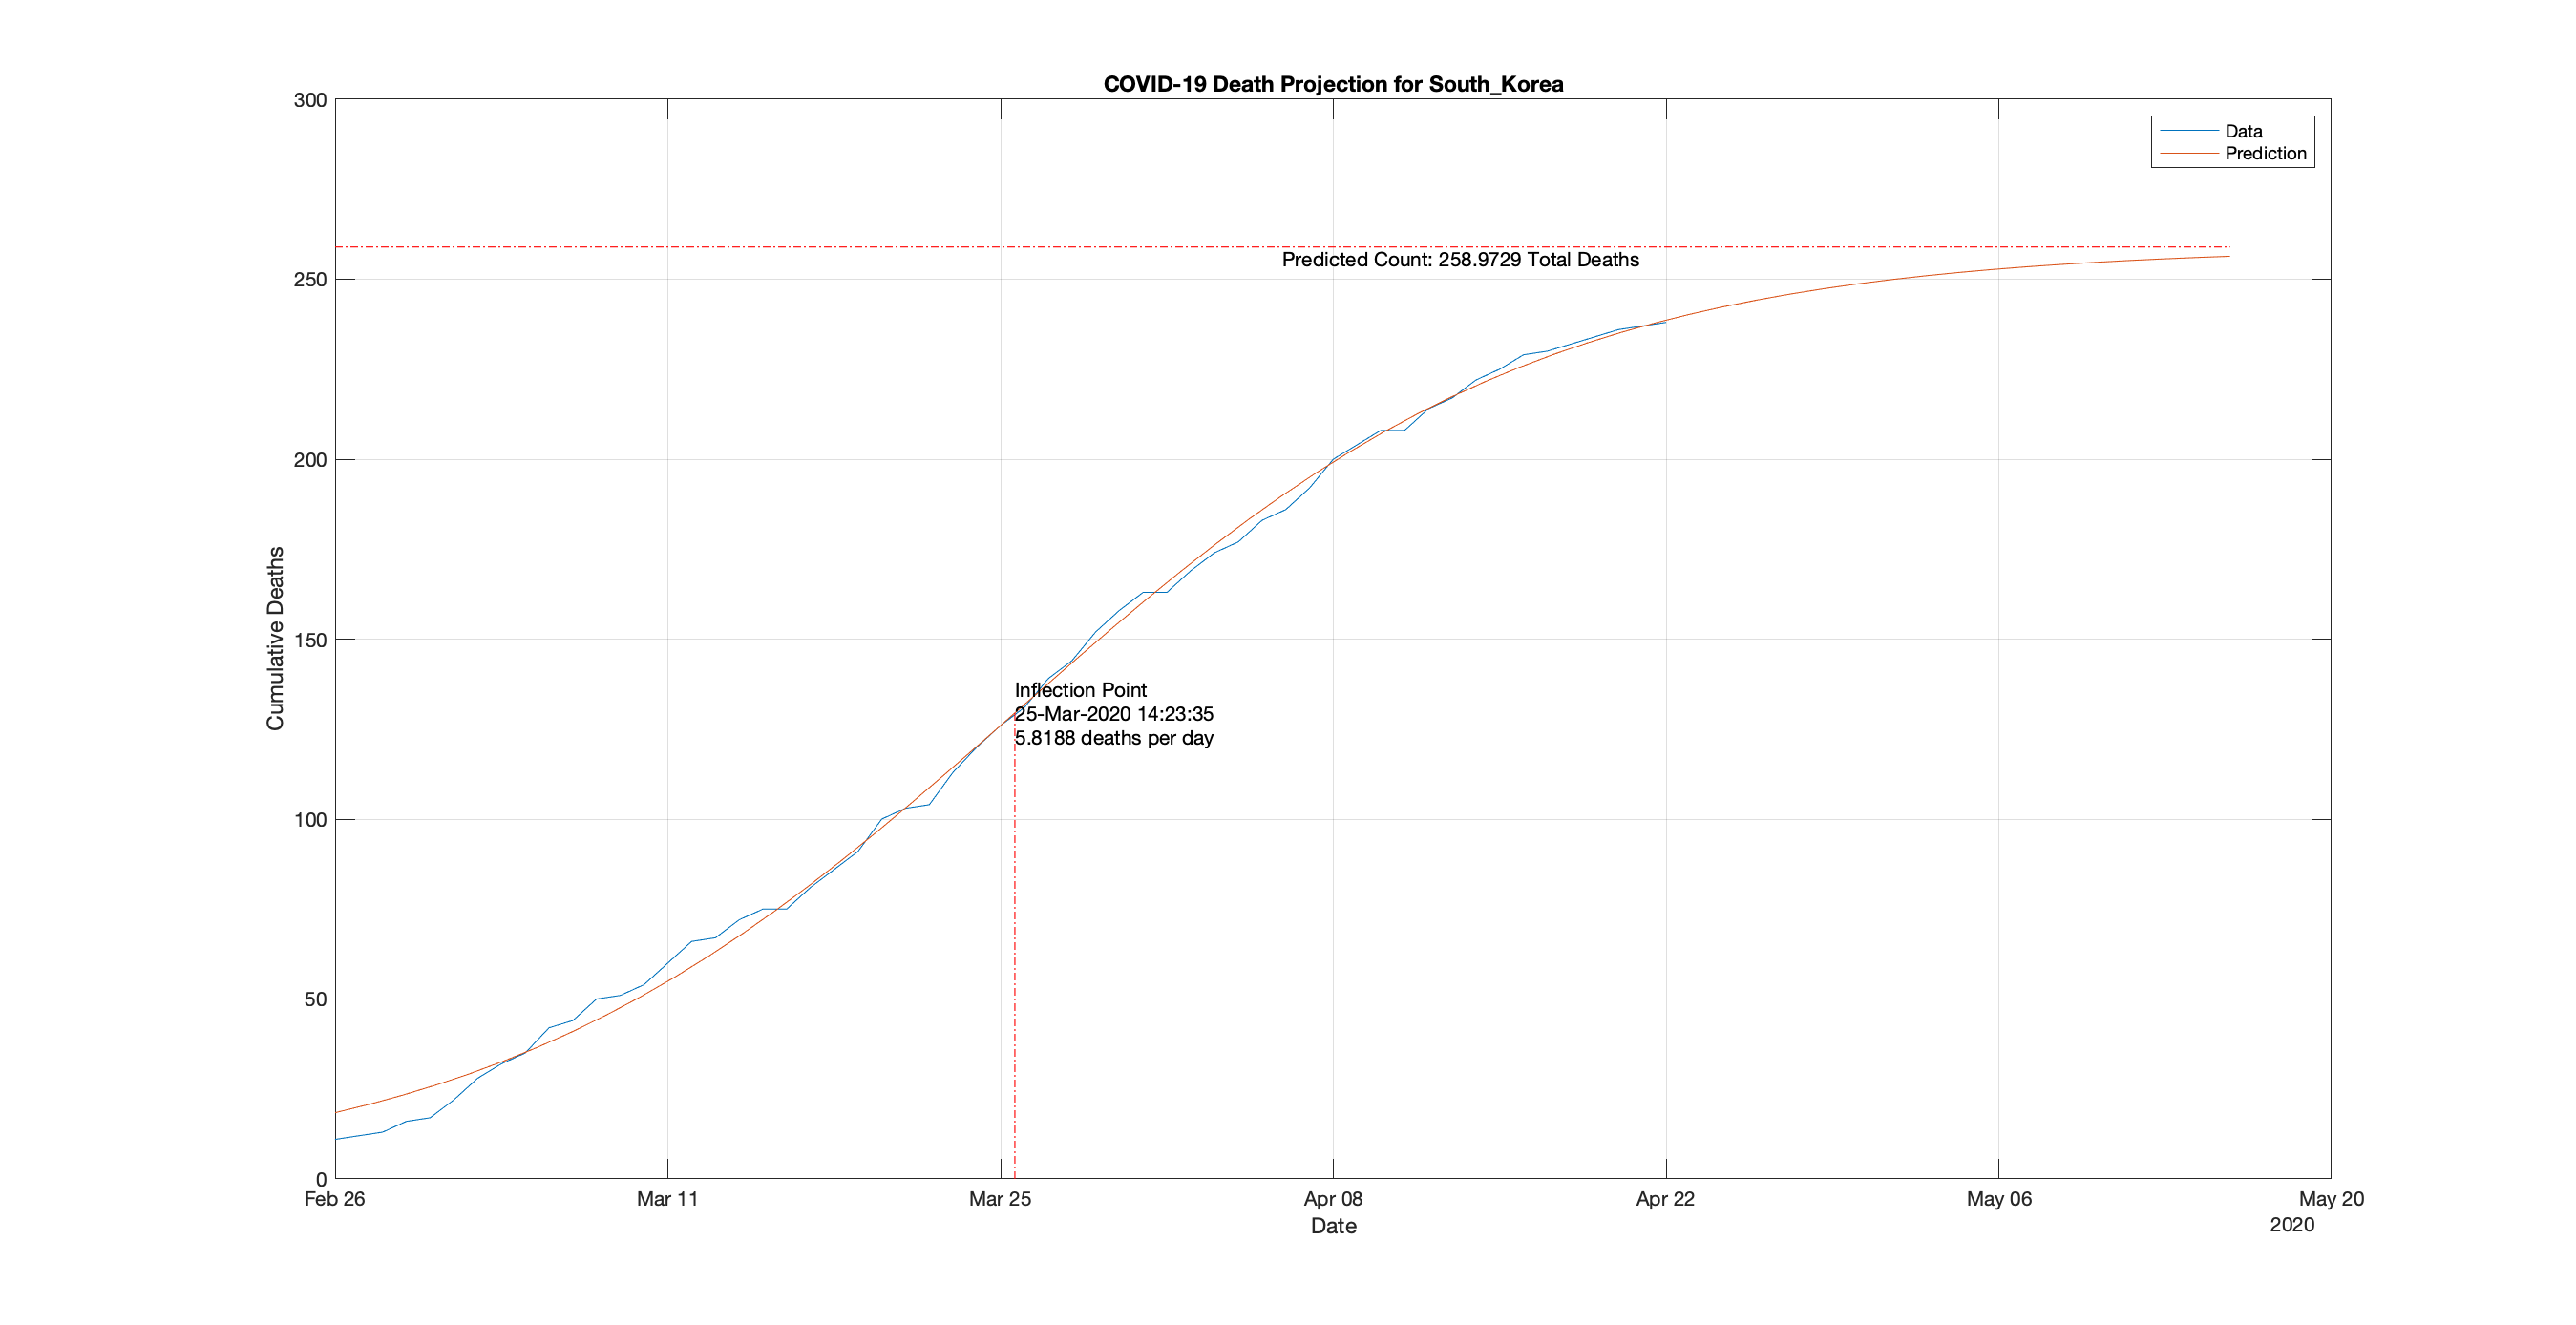 COVID-19 Death Projection for South_Korea
300
250
200
150
100
50
0
Cumulative Deaths
Data
Prediction
Predicted Count: 258.9729 Total Deaths
Inflection Point
25-Mar-2020 14:23:35
5.8188 deaths per day
Feb 26
Mar 11
Mar 25
Apr 08
Apr 22
May 06
May 20
Date
2020